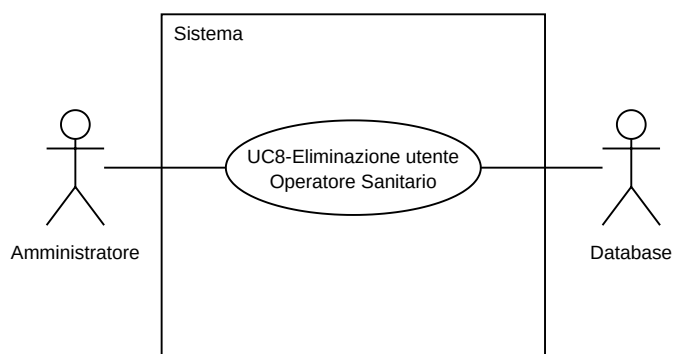 Sistema
UC8-Eliminazione utente
Operatore Sanitario
Amministratore
Database